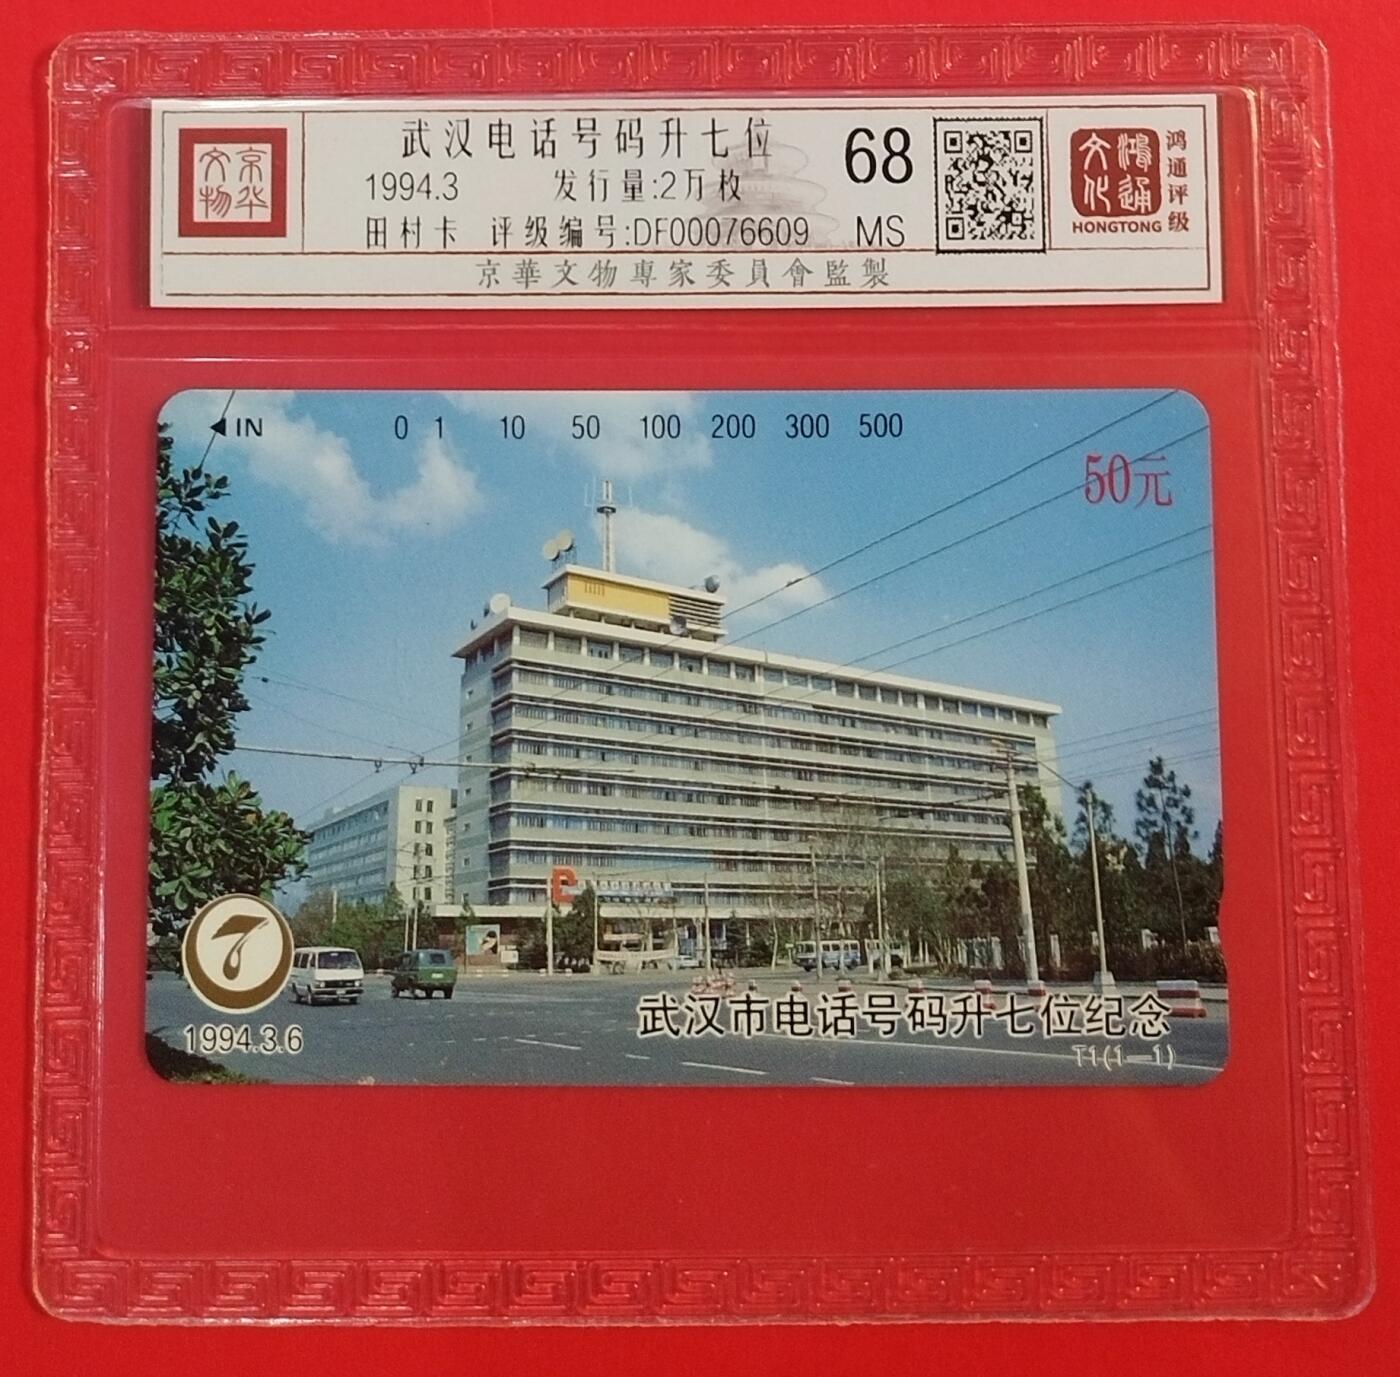 京华文物
武汉电话号码升七位
1994.3 发行量:2万枚
田村卡 评级编号:DF00076609
68
MS
鸿通文化
HONGTONG
鸿通评级
京華文物專家委員會監製
IN 0 1 10 50 100 200 300 500
50元
7
1994.3.6
武汉市电话号码升七位纪念
T1(1—1)